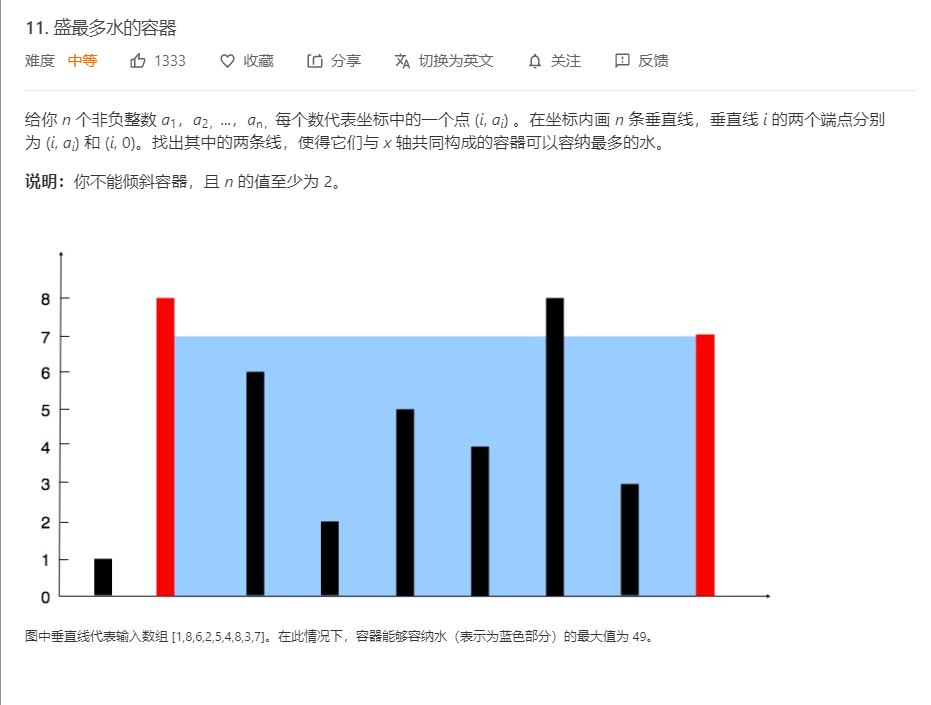 11. 盛最多水的容器
难度 中等 1333 收藏 分享 切换为英文 关注 反馈
给你 n 个非负整数 a1，a2，...，an，每个数代表坐标中的一个点 (i, ai) 。在坐标内画 n 条垂直线，垂直线 i 的两个端点分别
为 (i, ai) 和 (i, 0)。找出其中的两条线，使得它们与 x 轴共同构成的容器可以容纳最多的水。
说明：你不能倾斜容器，且 n 的值至少为 2。
8
7
6
5
4
3
2
1
0
图中垂直线代表输入数组 [1,8,6,2,5,4,8,3,7]。在此情况下，容器能够容纳水（表示为蓝色部分）的最大值为 49。